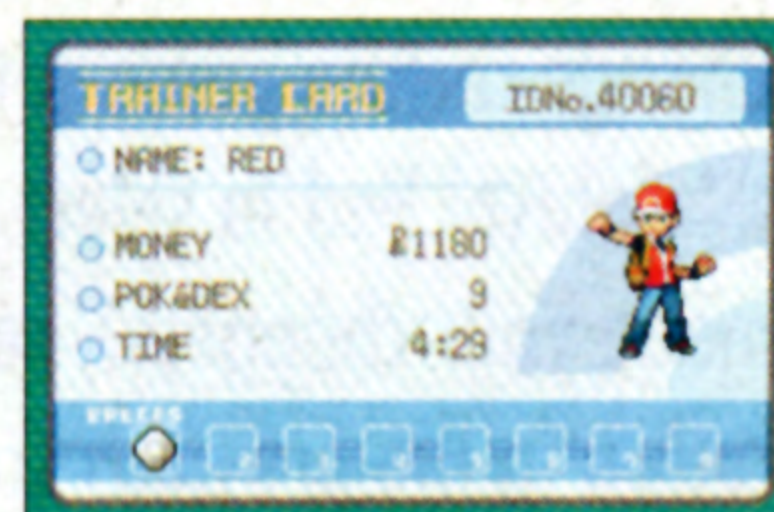 TRAINER CARD
IDNo.40060
NAME: RED
MONEY ₽1180
POKéDEX 9
TIME 4:29